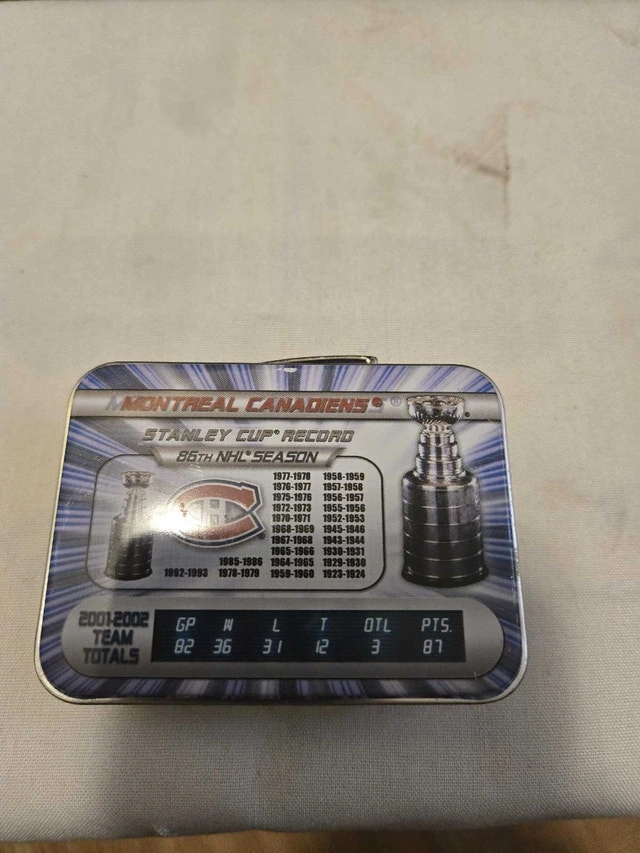 MONTREAL CANADIENS ®
STANLEY CUP® RECORD
86TH NHL® SEASON
1977-1978 1958-1959
1976-1977 1957-1958
1975-1976 1956-1957
1972-1973 1955-1956
1970-1971 1952-1953
1968-1969 1945-1946
1967-1968 1943-1944
1965-1966 1930-1931
1985-1986 1964-1965 1929-1930
1992-1993 1978-1979 1959-1960 1923-1924
2001-2002
TEAM
TOTALS
GP W L T OTL PTS.
82 36 31 12 3 87